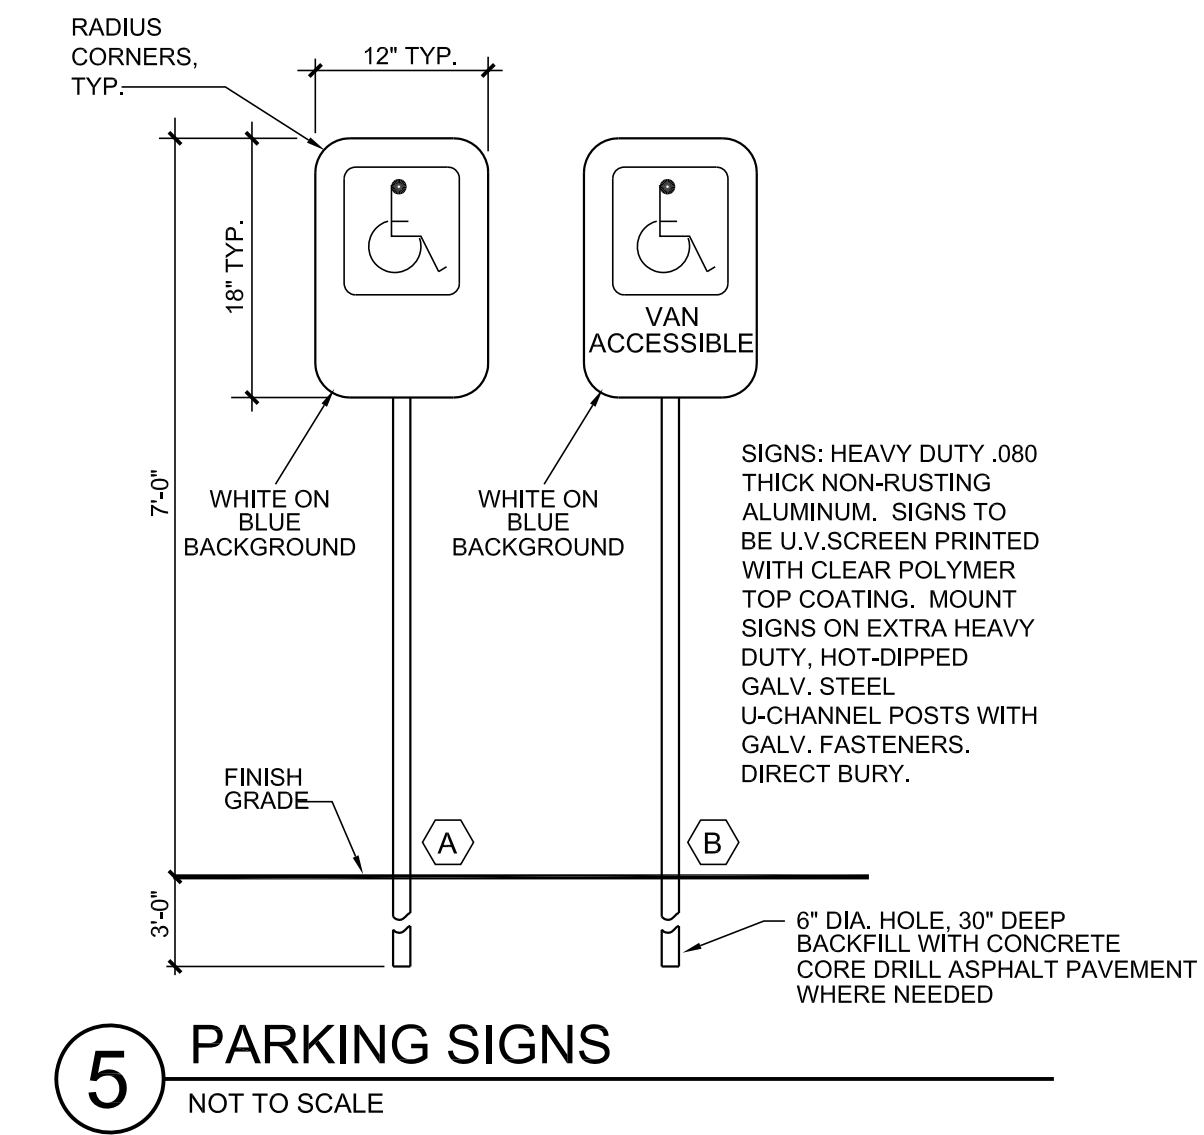 RADIUS
CORNERS,
TYP.
12" TYP.
18" TYP.
7'-0"
VAN
ACCESSIBLE
WHITE ON
BLUE
BACKGROUND
WHITE ON
BLUE
BACKGROUND
SIGNS: HEAVY DUTY .080
THICK NON-RUSTING
ALUMINUM. SIGNS TO
BE U.V.SCREEN PRINTED
WITH CLEAR POLYMER
TOP COATING. MOUNT
SIGNS ON EXTRA HEAVY
DUTY, HOT-DIPPED
GALV. STEEL
U-CHANNEL POSTS WITH
GALV. FASTENERS.
DIRECT BURY.
FINISH
GRADE
A
B
3'-0"
6" DIA. HOLE, 30" DEEP
BACKFILL WITH CONCRETE
CORE DRILL ASPHALT PAVEMENT
WHERE NEEDED
5
PARKING SIGNS
NOT TO SCALE